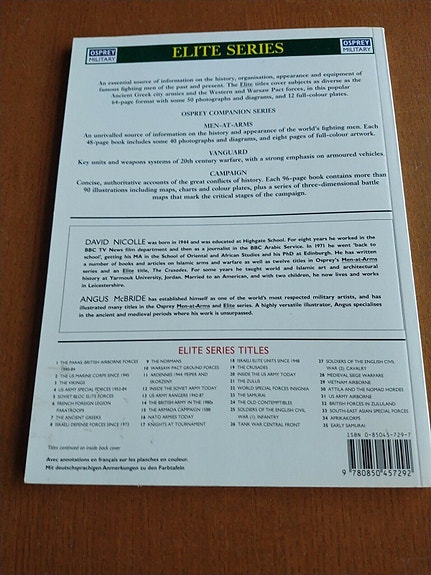 OSPREY
MILITARY
ELITE SERIES
OSPREY
MILITARY
An essential source of information on the history, organisation, appearance and equipment of
famous fighting men of the past and present. The Elite titles cover subjects as diverse as the
Ancient Greek city armies and the Western and Warsaw Pact forces, in this popular
64-page format with some 50 photographs and diagrams, and 12 full-colour plates.
OSPREY COMPANION SERIES
MEN-AT-ARMS
An unrivalled source of information on the history and appearance of the world's fighting men. Each
48-page book includes some 40 photographs and diagrams, and eight pages of full-colour artwork.
VANGUARD
Key units and weapons systems of 20th century warfare, with a strong emphasis on armoured vehicles.
CAMPAIGN
Concise, authoritative accounts of the great conflicts of history. Each 96-page book contains more than
90 illustrations including maps, charts and colour plates, plus a series of three-dimensional battle
maps that mark the critical stages of the campaign.
DAVID NICOLLE was born in 1944 and was educated at Highgate School. For eight years he worked in the
BBC TV News film department and then as a journalist in the BBC Arabic Service. In 1971 he went 'back to
school', getting his MA in the School of Oriental and African Studies and his PhD at Edinburgh. He has written
a number of books and articles on Islamic arms and warfare as well as twelve titles in Osprey's Men-at-Arms
series and an Elite title, The Crusades. For some years he taught world and Islamic art and architectural
history at Yarmouk University, Jordan. Married to an American, and with two children, he now lives and works
in Leicestershire.
ANGUS McBRIDE has established himself as one of the world's most respected military artists, and has
illustrated many titles in the Osprey Men-at-Arms and Elite series. A highly versatile illustrator, Angus specialises
in the ancient and medieval periods where his work is unsurpassed.
ELITE SERIES TITLES
1 THE PARAS: BRITISH AIRBORNE FORCES
1940-84
2 THE US MARINE CORPS SINCE 1945
3 THE VIKINGS
4 US ARMY SPECIAL FORCES 1952-84
5 SOVIET BLOC ELITE FORCES
6 FRENCH FOREIGN LEGION
PARATROOPS
7 THE ANCIENT GREEKS
8 ISRAELI DEFENSE FORCES SINCE 1973
9 THE NORMANS
10 WARSAW PACT GROUND FORCES
11 ARDENNES 1944: PEIPER AND
SKORZENY
12 INSIDE THE SOVIET ARMY TODAY
13 US ARMY RANGERS 1942-87
14 THE BRITISH ARMY IN THE 1980s
15 THE ARMADA CAMPAIGN 1588
16 NATO ARMIES TODAY
17 KNIGHTS AT TOURNAMENT
18 ISRAELI ELITE UNITS SINCE 1948
19 THE CRUSADES
20 INSIDE THE US ARMY TODAY
21 THE ZULUS
22 WORLD SPECIAL FORCES INSIGNIA
23 THE SAMURAI
24 THE OLD CONTEMPTIBLES
25 SOLDIERS OF THE ENGLISH CIVIL
WAR (1): INFANTRY
26 TANK WAR CENTRAL FRONT
27 SOLDIERS OF THE ENGLISH CIVIL
WAR (2): CAVALRY
28 MEDIEVAL SIEGE WARFARE
29 VIETNAM AIRBORNE
30 ATTILA AND THE NOMAD HORDES
31 US ARMY AIRBORNE
32 BRITISH FORCES IN ZULULAND
33 SOUTH-EAST ASIAN SPECIAL FORCES
34 AFRIKAKORPS
35 EARLY SAMURAI
Titles continued on inside back cover
Avec annotations en français sur les planches en couleur.
Mit deutschsprachigen Anmerkungen zu den Farbtafeln.
ISBN 0-85045-729-7
9 780850 457292